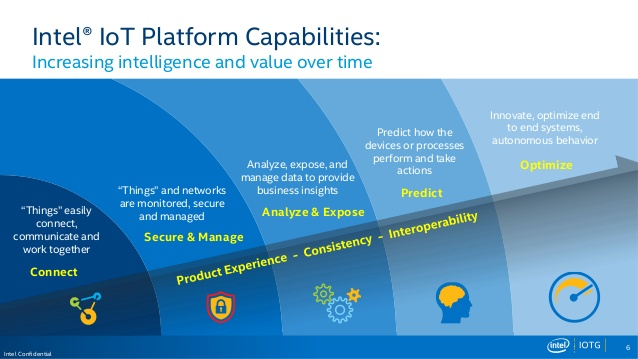 Intel® IoT Platform Capabilities:
Increasing intelligence and value over time
"Things" easily
connect,
communicate and
work together
Connect
"Things" and networks
are monitored, secure
and managed
Secure & Manage
Analyze, expose, and
manage data to provide
business insights
Analyze & Expose
Predict how the
devices or processes
perform and take
actions
Predict
Innovate, optimize end
to end systems,
autonomous behavior
Optimize
Product Experience – Consistency – Interoperability
Intel Confidential
intel IOTG 6